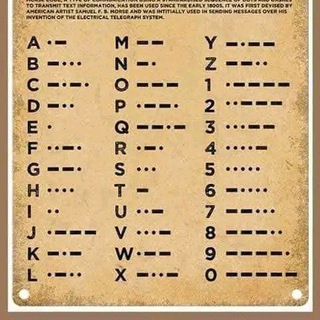 TO TRANSMIT TEXT INFORMATION, HAS BEEN USED SINCE THE EARLY 1800S. IT WAS FIRST DEVISED BY
AMERICAN ARTIST SAMUEL F. B. MORSE AND WAS INTITIALLY USED IN SENDING MESSAGES OVER HIS
INVENTION OF THE ELECTRICAL TELEGRAPH SYSTEM.
A •– M –– Y –•––
B –••• N –• Z ––••
C –•–• O ––– 1 •––––
D –•• P •––• 2 ••–––
E • Q ––•– 3 •••––
F ••–• R •–• 4 ••••–
G ––• S ••• 5 •••••
H •••• T – 6 –••••
I •• U ••– 7 ––•••
J •––– V •••– 8 –––••
K –•– W •–– 9 ––––•
L •–•• X –••– 0 –––––